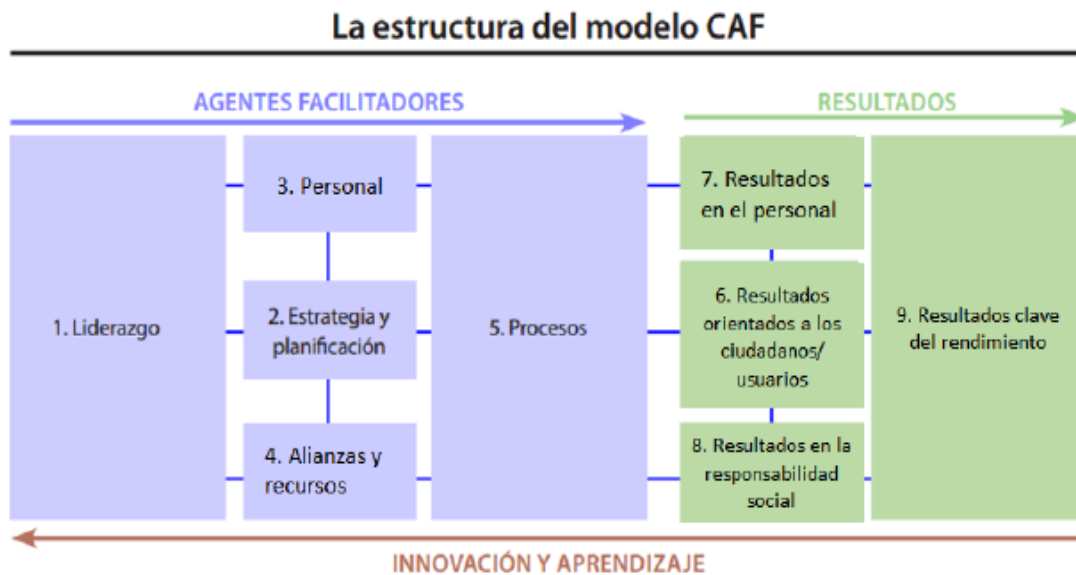 La estructura del modelo CAF
AGENTES FACILITADORES
RESULTADOS
1. Liderazgo
3. Personal
2. Estrategia y
planificación
4. Alianzas y
recursos
5. Procesos
7. Resultados
en el personal
6. Resultados
orientados a los
ciudadanos/
usuarios
8. Resultados en la
responsabilidad
social
9. Resultados clave
del rendimiento
INNOVACIÓN Y APRENDIZAJE